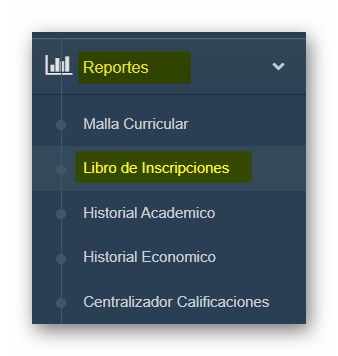 Reportes
Malla Curricular
Libro de Inscripciones
Historial Academico
Historial Economico
Centralizador Calificaciones